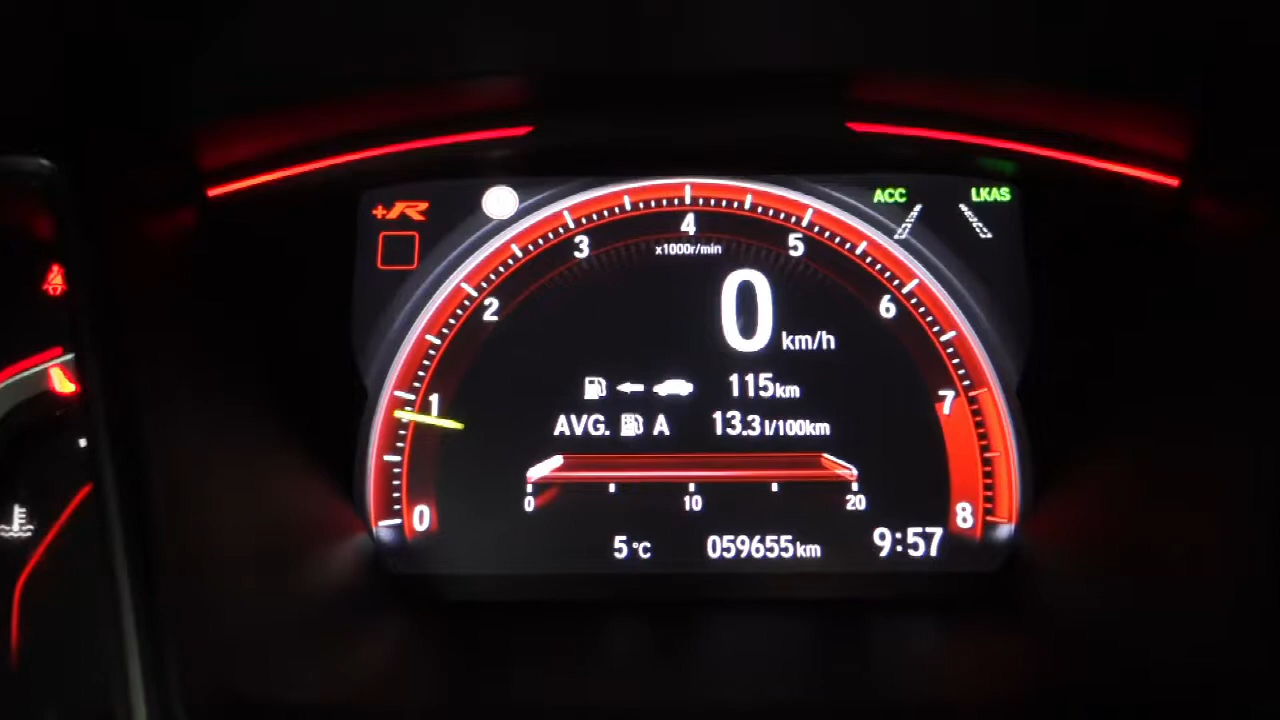 +R
ACC
LKAS
0 1 2 3 4 5 6 7 8
x1000r/min
0 km/h
115km
AVG. A 13.3 l/100km
0 10 20
5°C 059655km 9:57